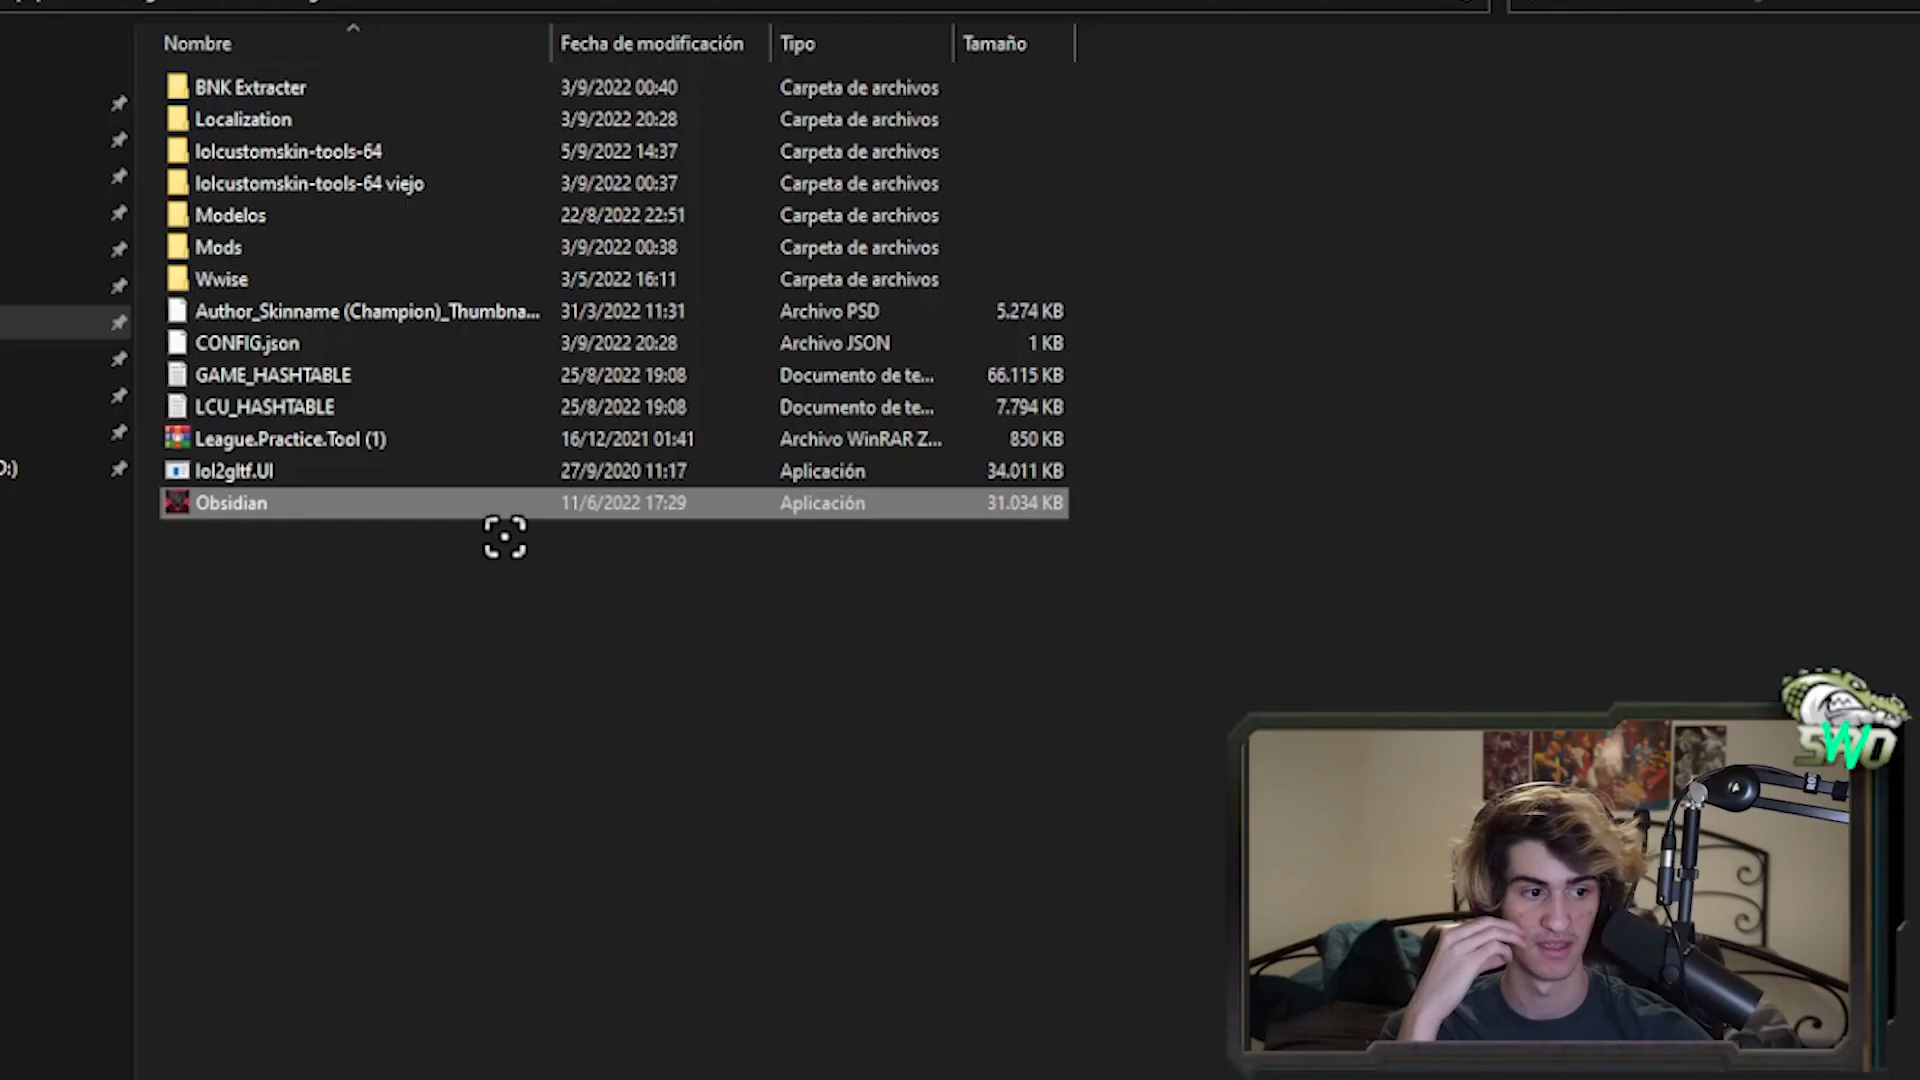 Nombre Fecha de modificación Tipo Tamaño
BNK Extracter 3/9/2022 00:40 Carpeta de archivos
Localization 3/9/2022 20:28 Carpeta de archivos
lolcustomskin-tools-64 5/9/2022 14:37 Carpeta de archivos
lolcustomskin-tools-64 viejo 3/9/2022 00:37 Carpeta de archivos
Modelos 22/8/2022 22:51 Carpeta de archivos
Mods 3/9/2022 00:38 Carpeta de archivos
Wwise 3/5/2022 16:11 Carpeta de archivos
Author_Skinname (Champion)_Thumbna... 31/3/2022 11:31 Archivo PSD 5.274 KB
CONFIG.json 3/9/2022 20:28 Archivo JSON 1 KB
GAME_HASHTABLE 25/8/2022 19:08 Documento de te... 66.115 KB
LCU_HASHTABLE 25/8/2022 19:08 Documento de te... 7.794 KB
League.Practice.Tool (1) 16/12/2021 01:41 Archivo WinRAR Z... 850 KB
lol2gltf.UI 27/9/2020 11:17 Aplicación 34.011 KB
Obsidian 11/6/2022 17:29 Aplicación 31.034 KB
D:)
SWO